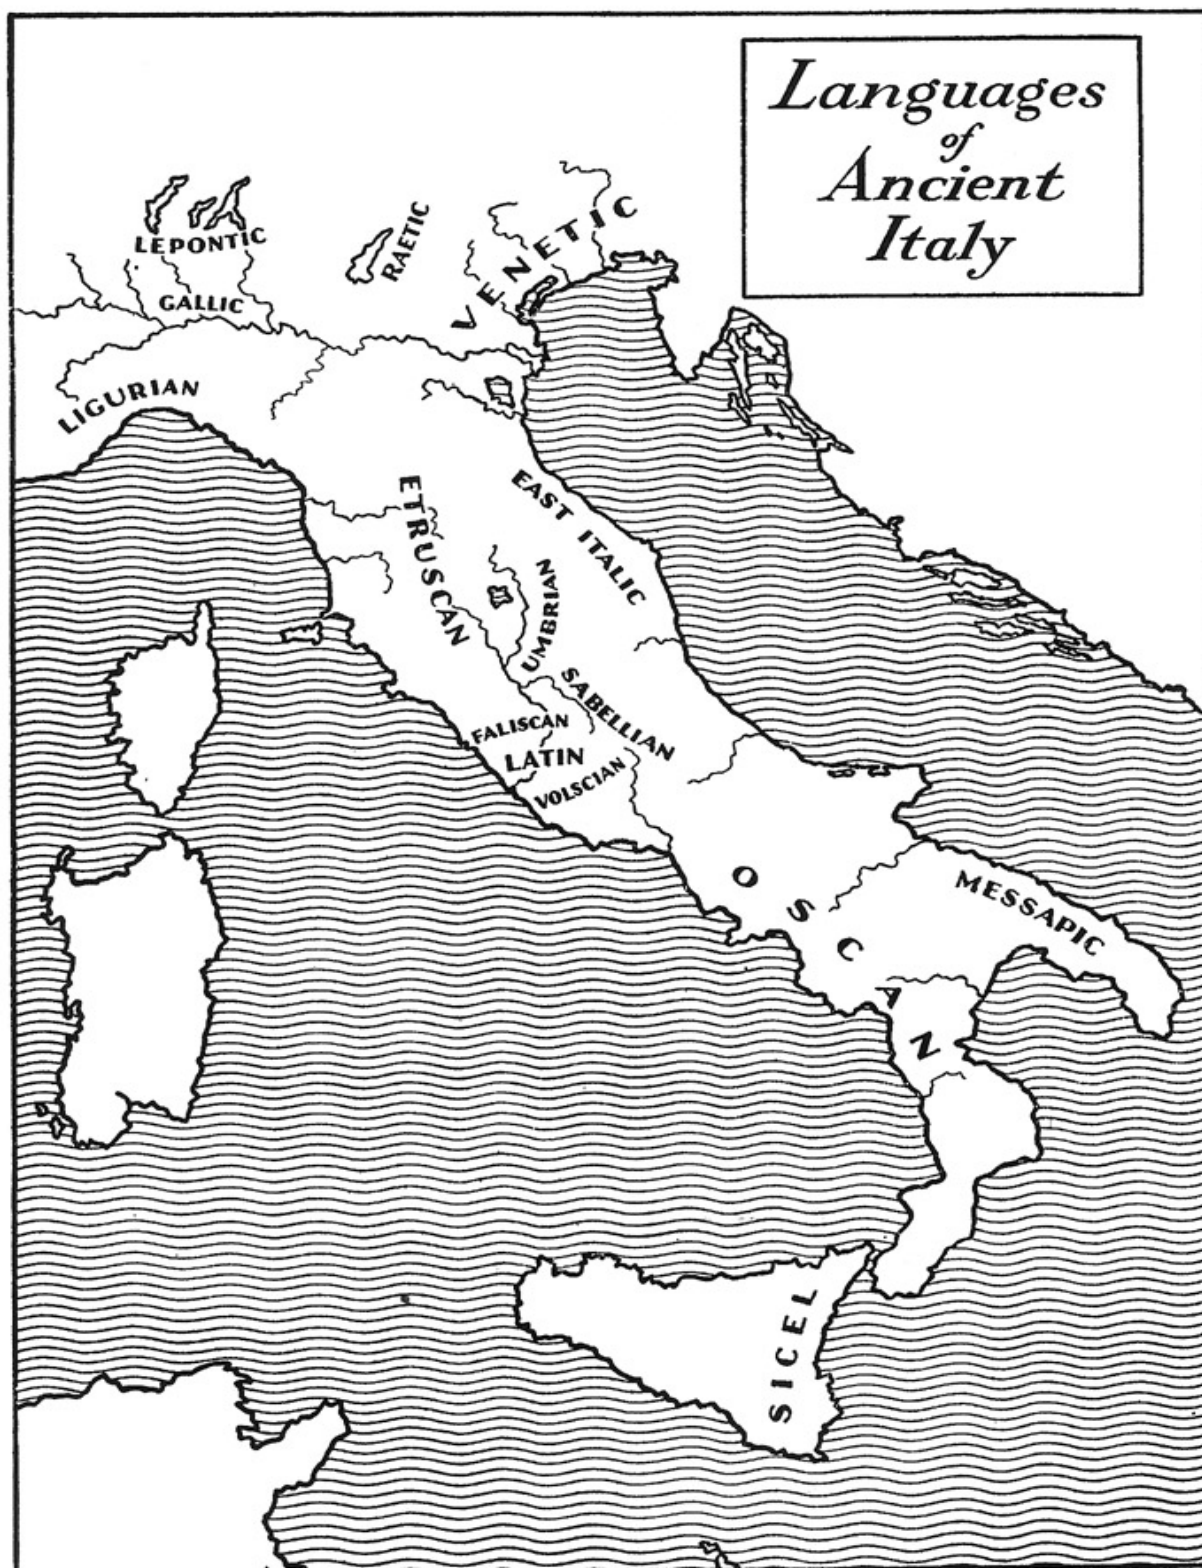 Languages
of
Ancient
Italy
LEPONTIC
RAETIC
VENETIC
GALLIC
LIGURIAN
ETRUSCAN
EAST ITALIC
UMBRIAN
SABELLIAN
FALISCAN
LATIN
VOLSCIAN
OSCAN
MESSAPIC
SICEL